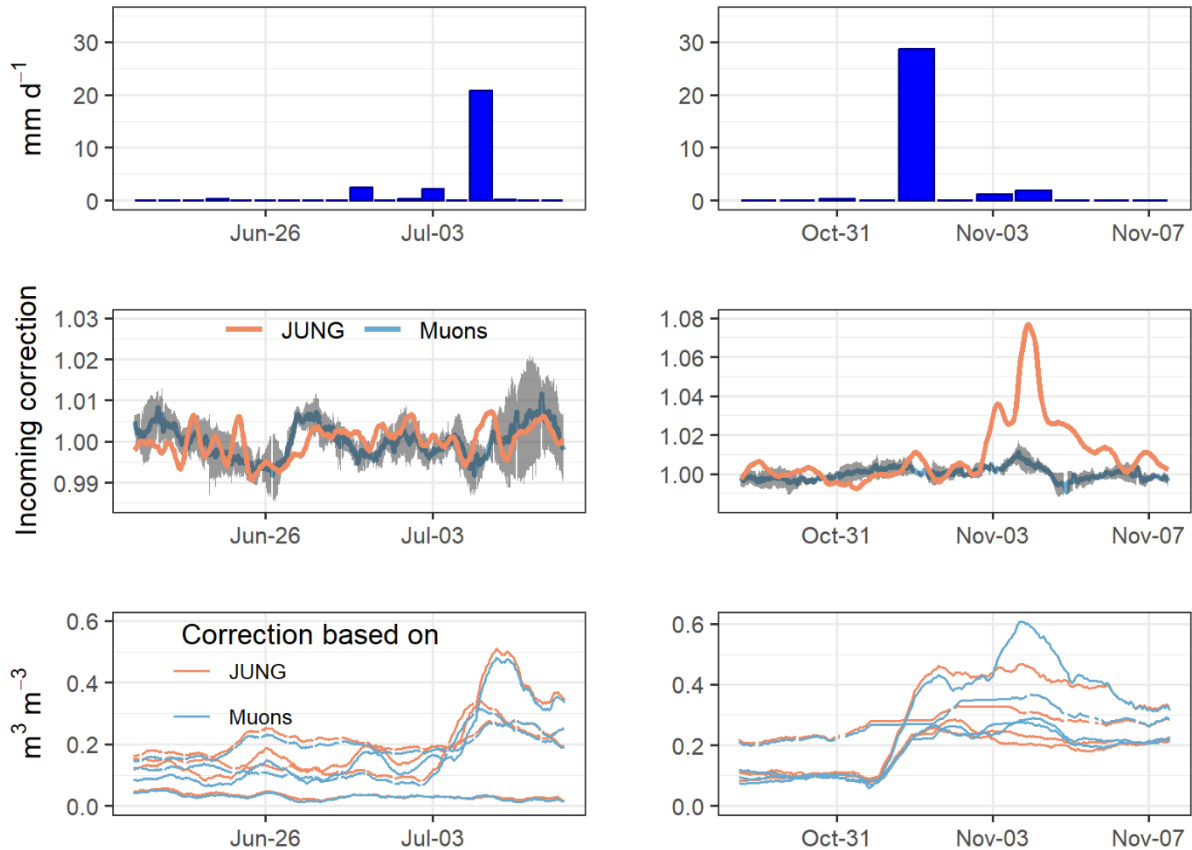 mm d⁻¹
30
20
10
0
Jun-26
Jul-03
30
20
10
0
Oct-31
Nov-03
Nov-07
Incoming correction
1.03
1.02
1.01
1.00
0.99
JUNG Muons
Jun-26
Jul-03
1.08
1.06
1.04
1.02
1.00
Oct-31
Nov-03
Nov-07
m³ m⁻³
0.6
0.4
0.2
0.0
Correction based on
JUNG
Muons
Jun-26
Jul-03
0.6
0.4
0.2
0.0
Oct-31
Nov-03
Nov-07